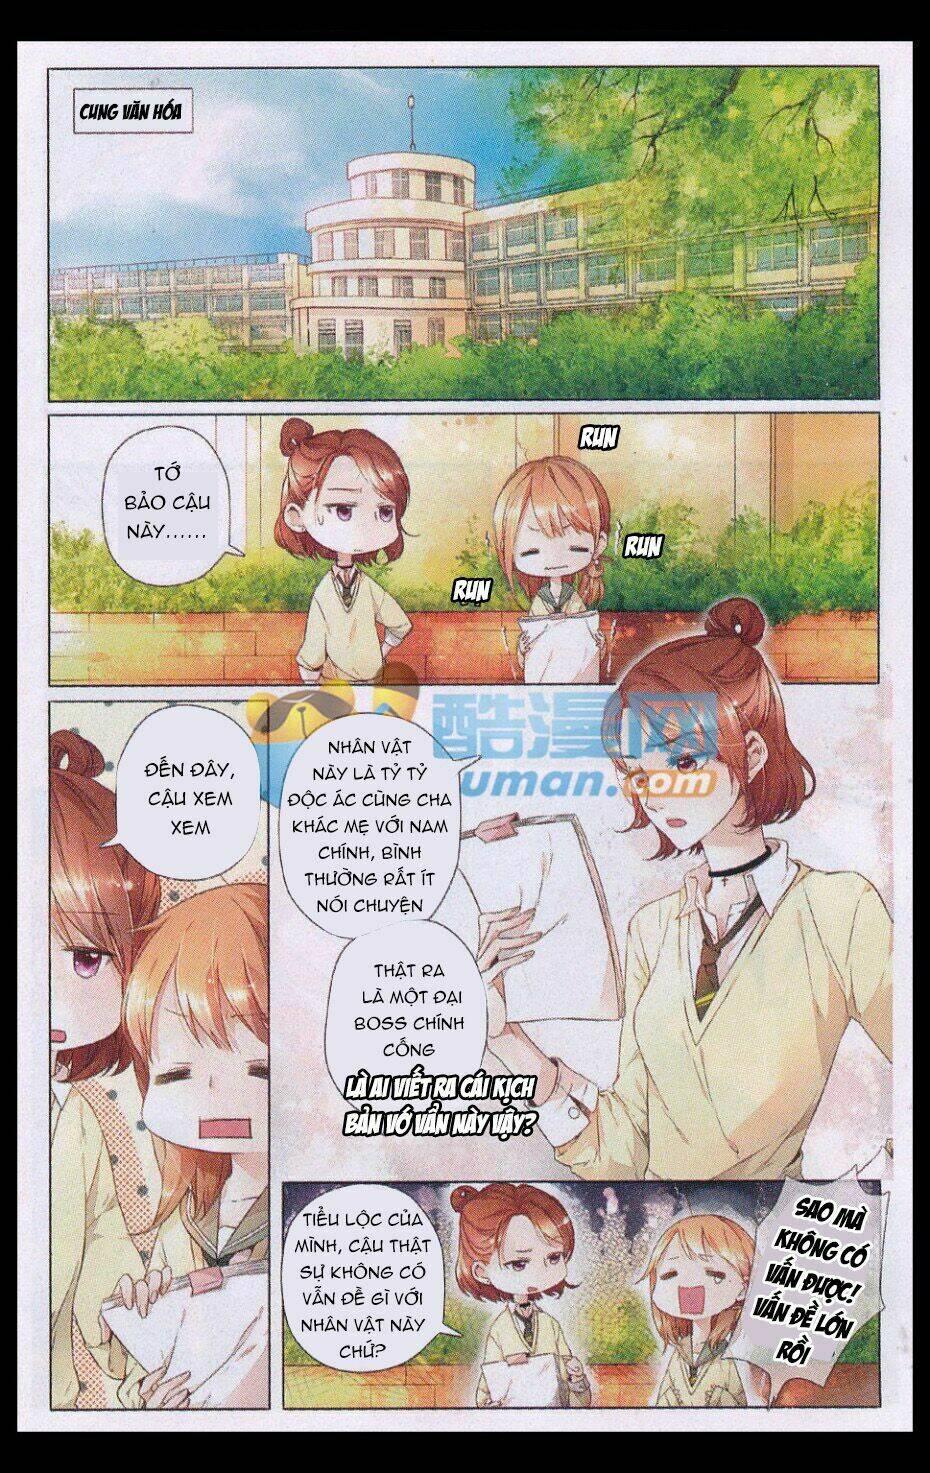 CUNG VĂN HÓA
TỚ
BẢO CẬU
NÀY......
RUN
RUN
RUN
ĐẾN ĐÂY,
CẬU XEM
XEM
NHÂN VẬT
NÀY LÀ TỶ TỶ
ĐỘC ÁC CÙNG CHA
KHÁC MẸ VỚI NAM
CHÍNH, BÌNH
THƯỜNG RẤT ÍT
NÓI CHUYỆN
酷漫网
uman.com
THẬT RA
LÀ MỘT ĐẠI
BOSS CHÍNH
CỐNG
LÀ AI VIẾT RA CÁI KỊCH
BẢN VỚ VẨN NÀY VẬY?
TIỂU LỘC CỦA
MÌNH, CẬU THẬT
SỰ KHÔNG CÓ
VẪN ĐỀ GÌ VỚI
NHÂN VẬT NÀY
CHỨ?
SAO MÀ
KHÔNG CÓ
VẤN ĐƯỢC!
VẤN ĐỀ LỚN
RỒI